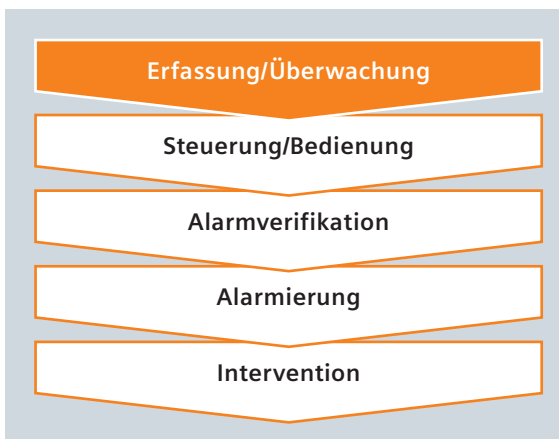 Erfassung/Überwachung
Steuerung/Bedienung
Alarmverifikation
Alarmierung
Intervention